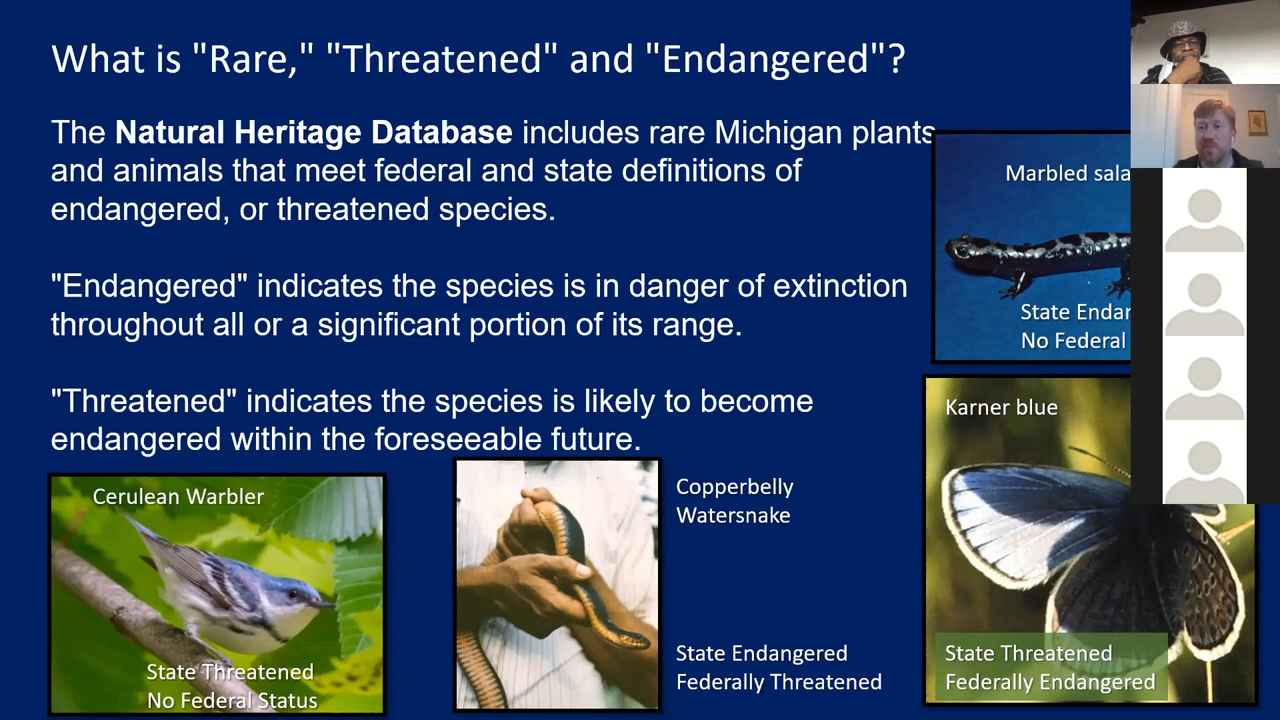 What is "Rare," "Threatened" and "Endangered"?
The Natural Heritage Database includes rare Michigan plants
and animals that meet federal and state definitions of
endangered, or threatened species.
"Endangered" indicates the species is in danger of extinction
throughout all or a significant portion of its range.
"Threatened" indicates the species is likely to become
endangered within the foreseeable future.
Marbled
State
No Federal
Karner blue
State Threatened
Federally Endangered
Cerulean Warbler
State Threatened
No Federal Status
Copperbelly
Watersnake
State Endangered
Federally Threatened